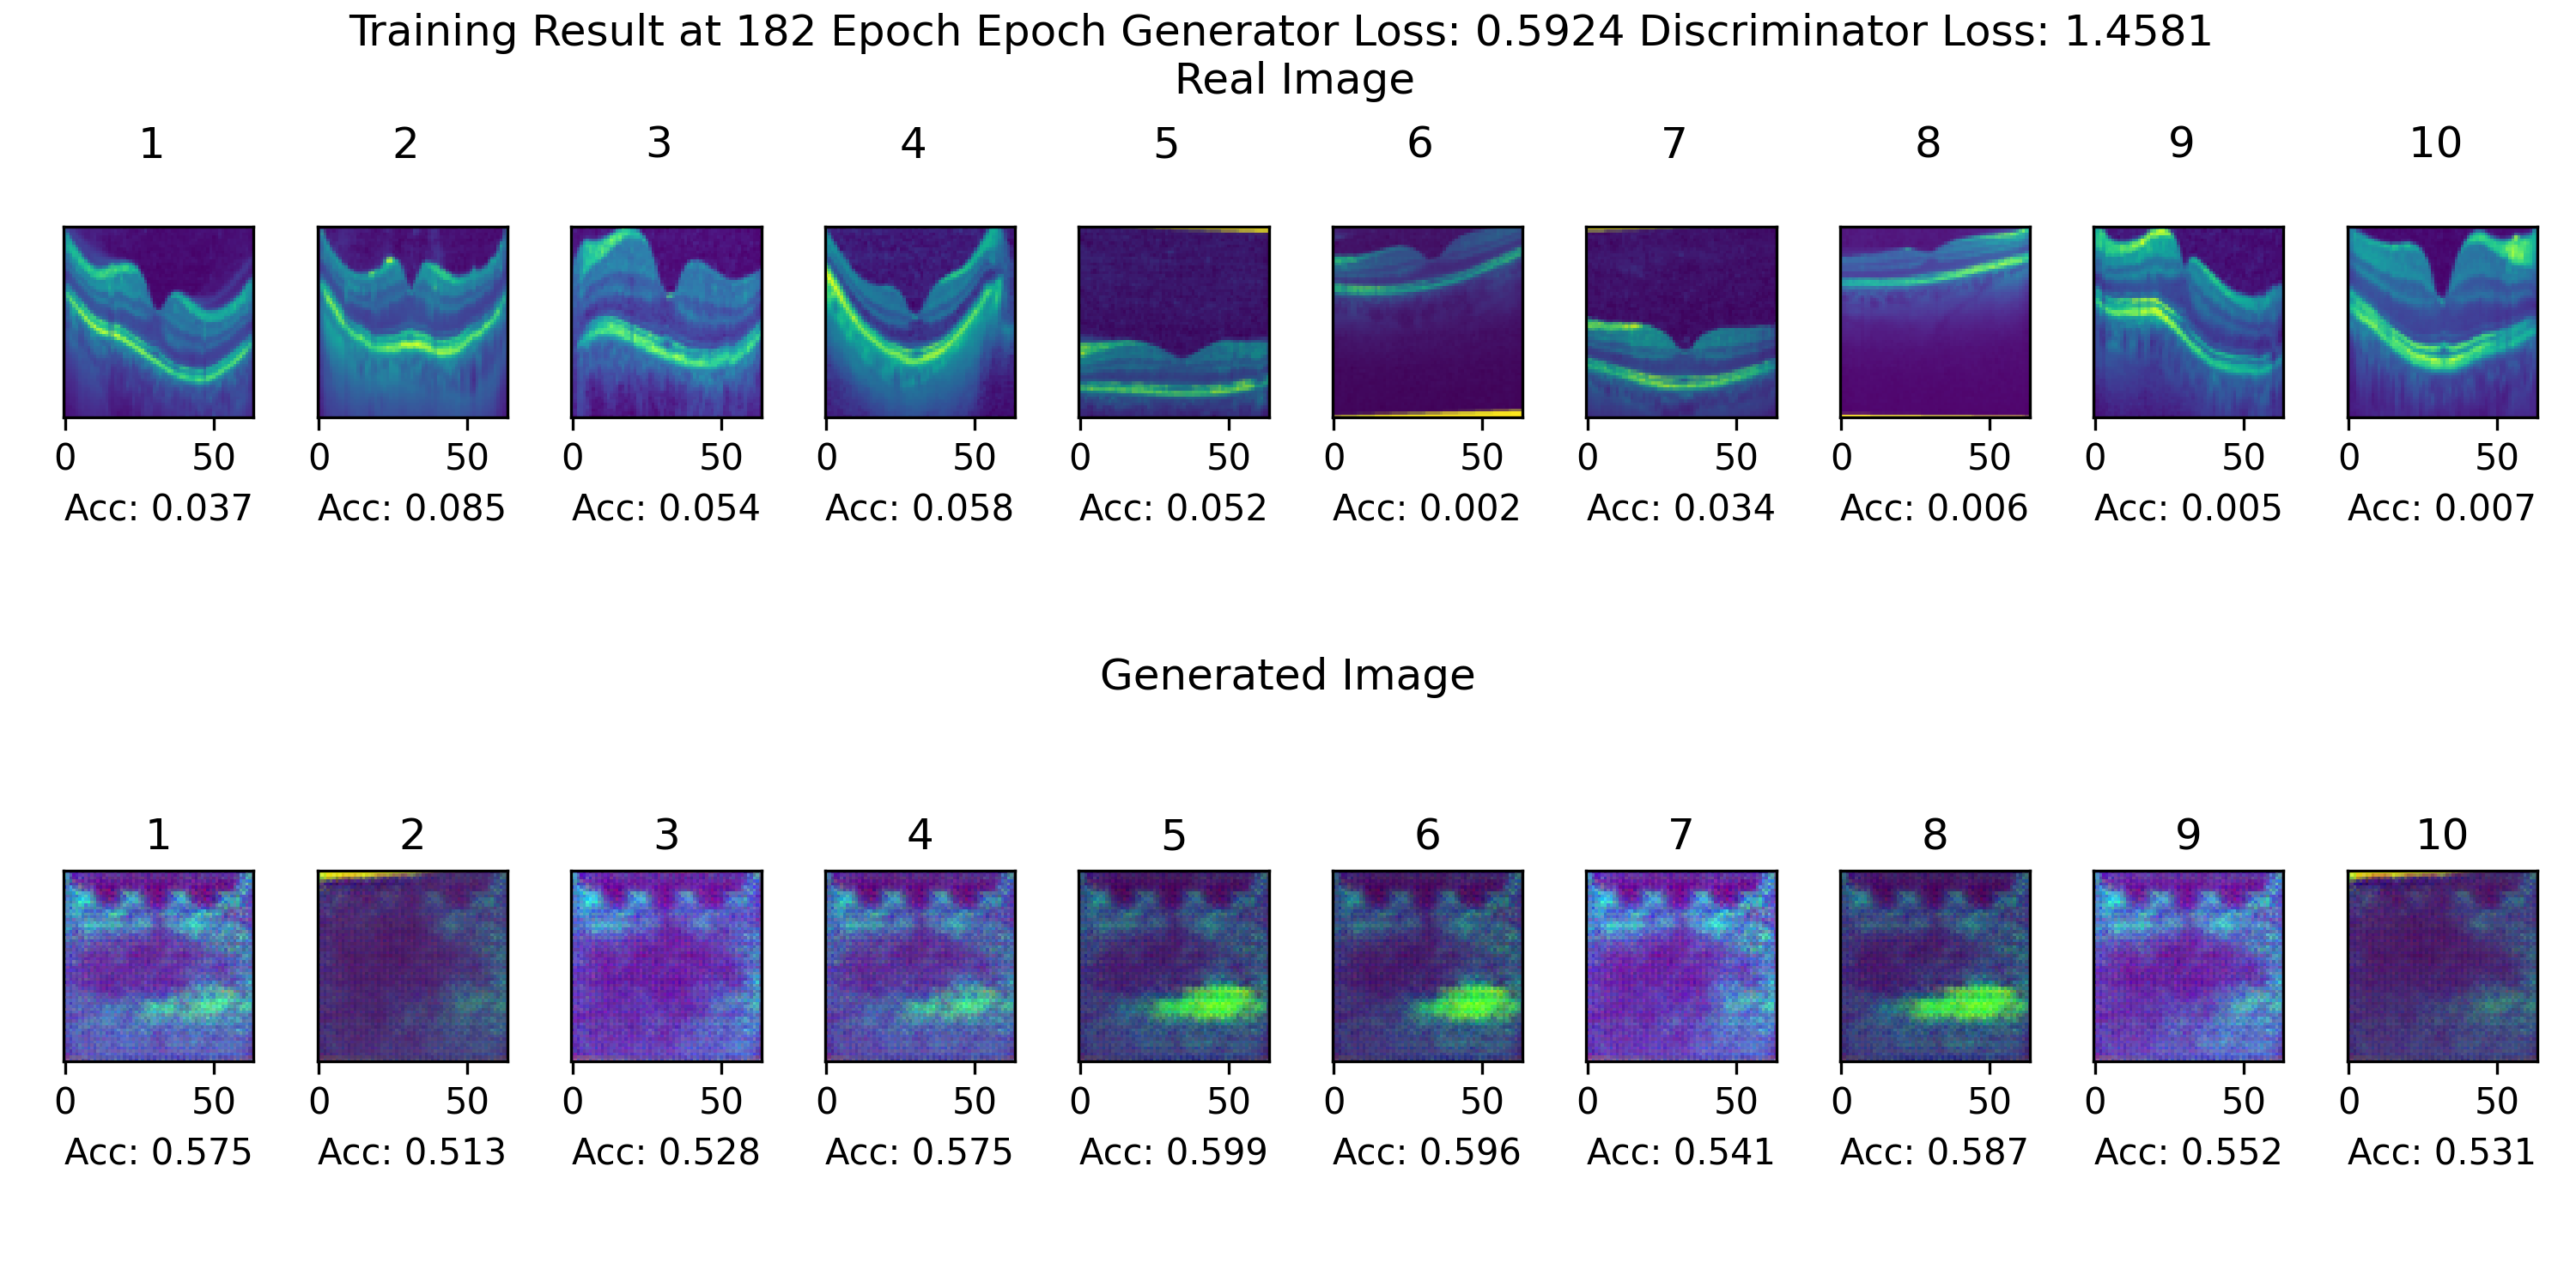 Training Result at 182 Epoch Epoch Generator Loss: 0.5924 Discriminator Loss: 1.4581
Real Image
1 2 3 4 5 6 7 8 9 10
0 50 0 50 0 50 0 50 0 50 0 50 0 50 0 50 0 50 0 50
Acc: 0.037 Acc: 0.085 Acc: 0.054 Acc: 0.058 Acc: 0.052 Acc: 0.002 Acc: 0.034 Acc: 0.006 Acc: 0.005 Acc: 0.007
Generated Image
1 2 3 4 5 6 7 8 9 10
0 50 0 50 0 50 0 50 0 50 0 50 0 50 0 50 0 50 0 50
Acc: 0.575 Acc: 0.513 Acc: 0.528 Acc: 0.575 Acc: 0.599 Acc: 0.596 Acc: 0.541 Acc: 0.587 Acc: 0.552 Acc: 0.531